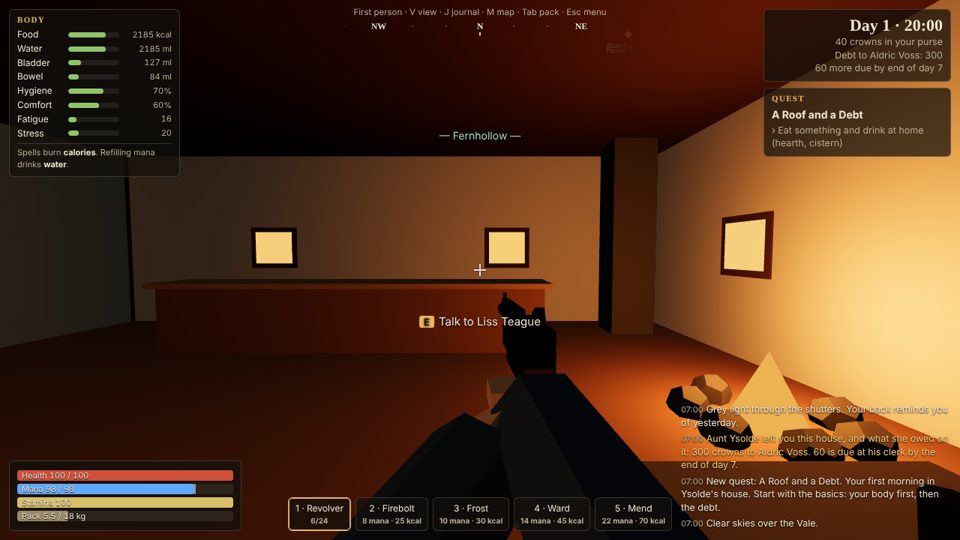 First person · V view · J journal · M map · Tab pack · Esc menu
NW N NE
BODY
Food 2185 kcal
Water 2185 ml
Bladder 127 ml
Bowel 84 ml
Hygiene 70%
Comfort 60%
Fatigue 16
Stress 20
Spells burn calories. Refilling mana
drinks water.
Day 1 · 20:00
40 crowns in your purse
Debt to Aldric Voss: 300
60 more due by end of day 7
QUEST
A Roof and a Debt
› Eat something and drink at home
(hearth, cistern)
— Fernhollow —
E Talk to Liss Teague
07:00 Grey light through the shutters. Your back reminds you
of yesterday.
07:00 Aunt Ysolde left you this house, and what she owed on
it: 300 crowns to Aldric Voss. 60 is due at his clerk by the
end of day 7.
07:00 New quest: A Roof and a Debt. Your first morning in
Ysolde's house. Start with the basics: your body first, then
the debt.
07:00 Clear skies over the Vale.
Health 100 / 100
Mana 98 / 98
Stamina 100
Pack 5.5 / 18 kg
1 · Revolver
6/24
2 · Firebolt
8 mana · 25 kcal
3 · Frost
10 mana · 30 kcal
4 · Ward
14 mana · 45 kcal
5 · Mend
22 mana · 70 kcal